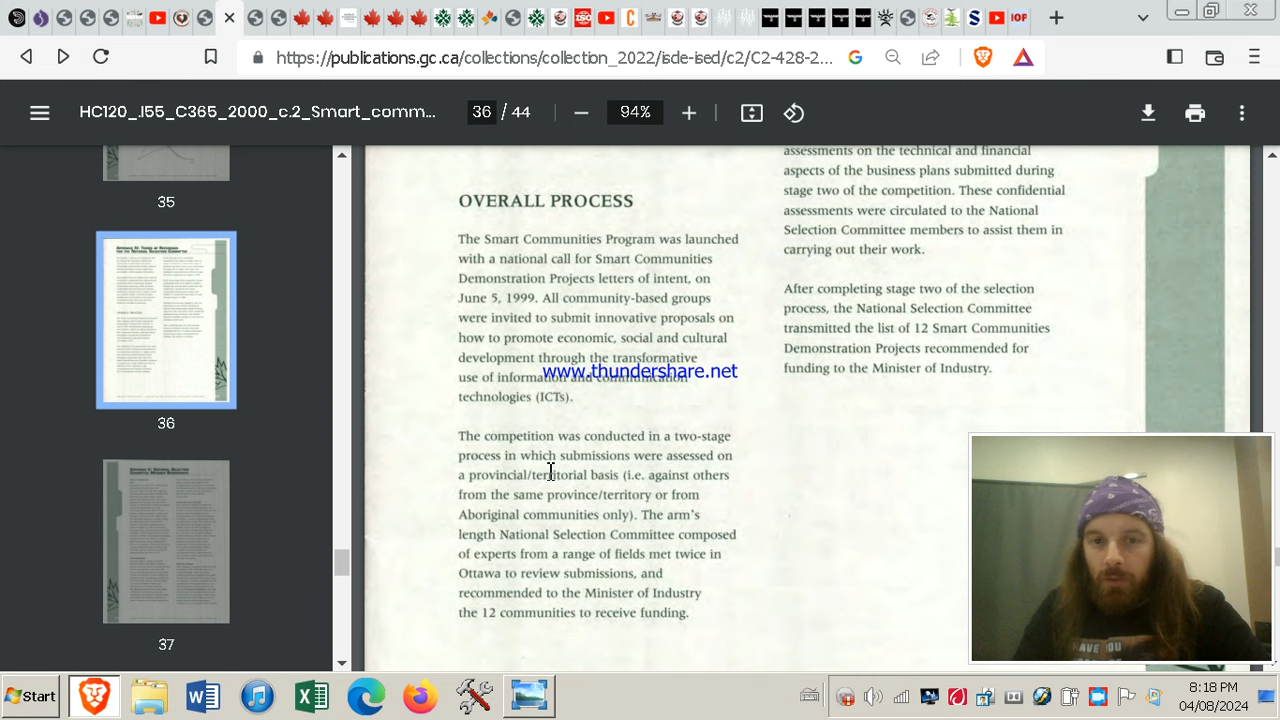 IOF
https://publications.gc.ca/collections/collection_2022/isde-ised/c2/C2-428-2...
HC120_.I55_C365_2000_c.2_Smart_comm...
36 / 44
94%
35
36
37
OVERALL PROCESS
The Smart Communities Program was launched
with a national call for Smart Communities
Demonstration Projects letters of intent, on
June 5, 1999. All community-based groups
were invited to submit innovative proposals on
how to promote economic, social and cultural
development through the transformative
use of information and communication
technologies (ICTs).
www.thundershare.net
The competition was conducted in a two-stage
process in which submissions were assessed on
a provincial/territorial basis (i.e. against others
from the same province/territory or from
Aboriginal communities only). The arm's
length National Selection Committee composed
of experts from a range of fields met twice in
Ottawa to review submissions, and
recommended to the Minister of Industry
the 12 communities to receive funding.
assessments on the technical and financial
aspects of the business plans submitted during
stage two of the competition. These confidential
assessments were circulated to the National
Selection Committee members to assist them in
carrying out their work.
After completing stage two of the selection
process, the National Selection Committee
transmitted the list of 12 Smart Communities
Demonstration Projects recommended for
funding to the Minister of Industry.
HAVE YOU
Start
8:18 PM
04/08/2024